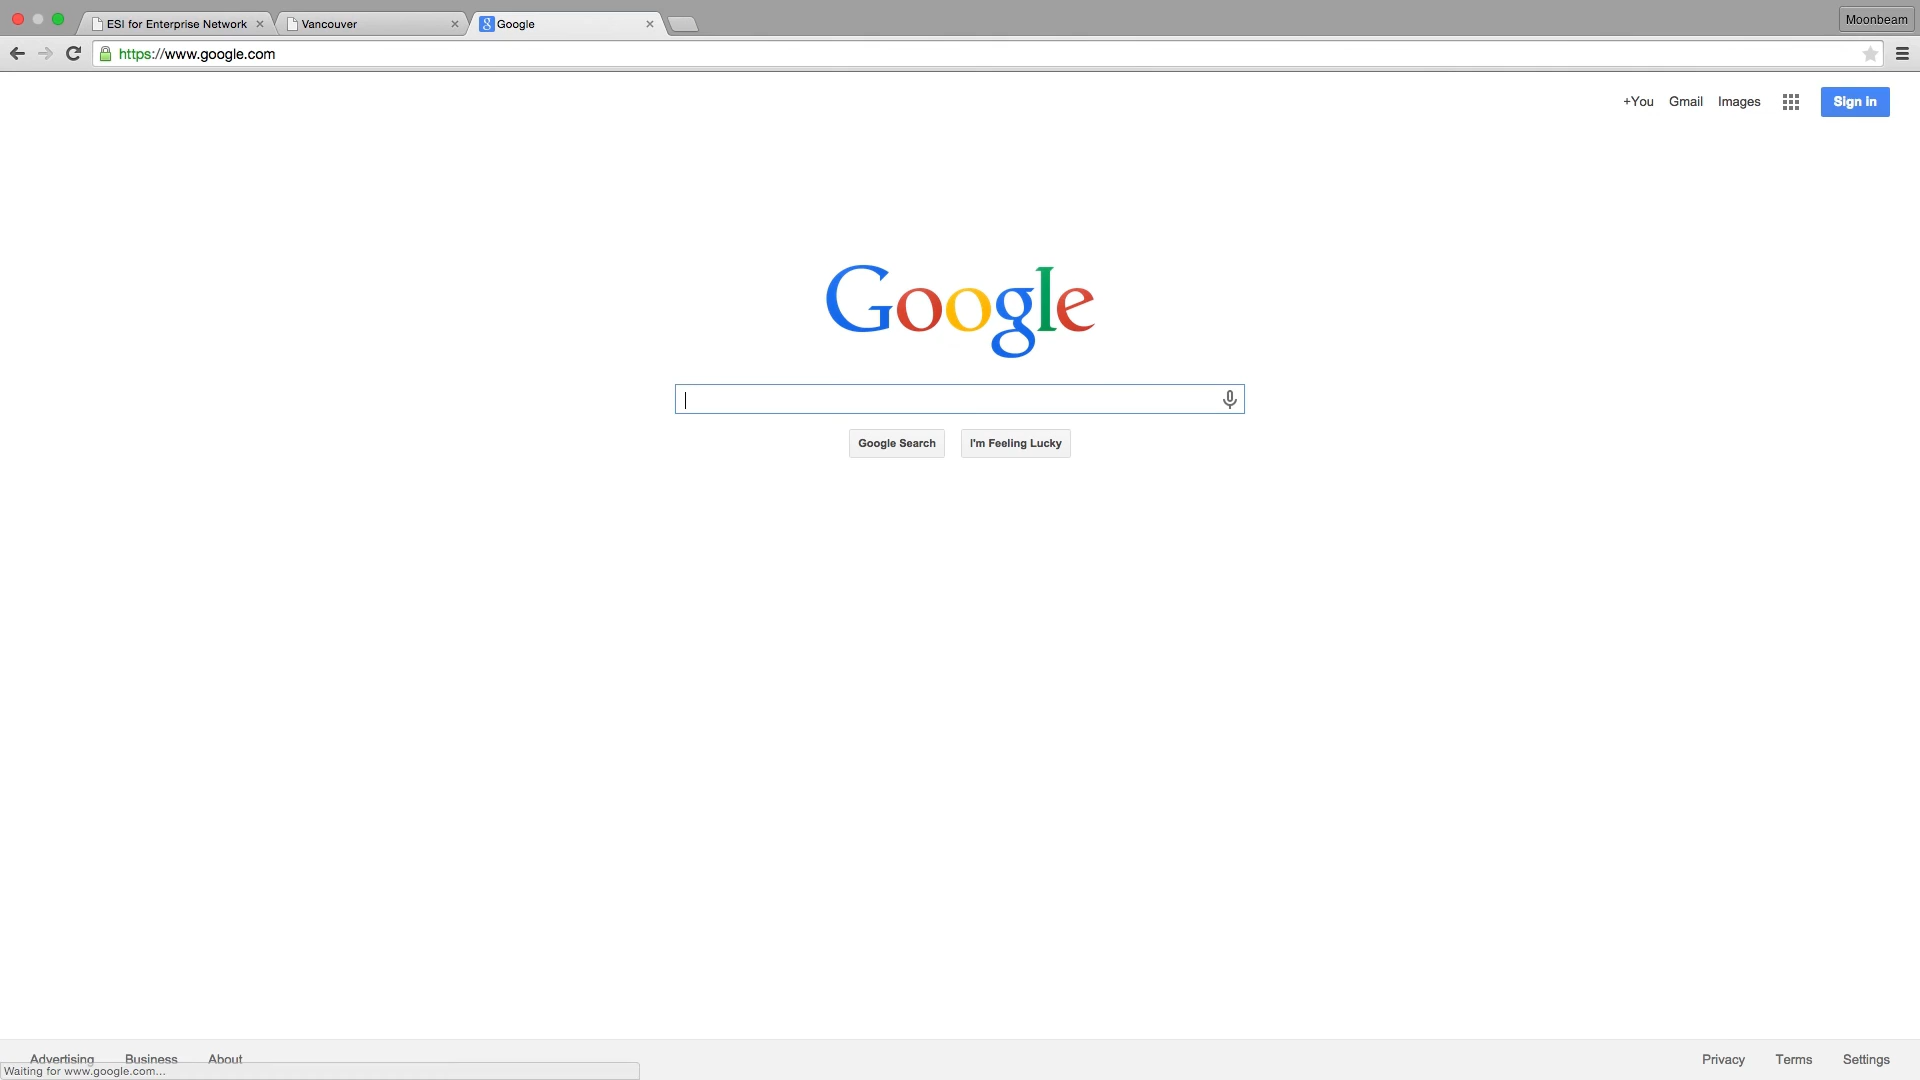 ESI for Enterprise Network
Vancouver
Google
Moonbeam
https://www.google.com
+You Gmail Images Sign in
Google
Google Search I'm Feeling Lucky
Advertising Business About Privacy Terms Settings
Waiting for www.google.com...